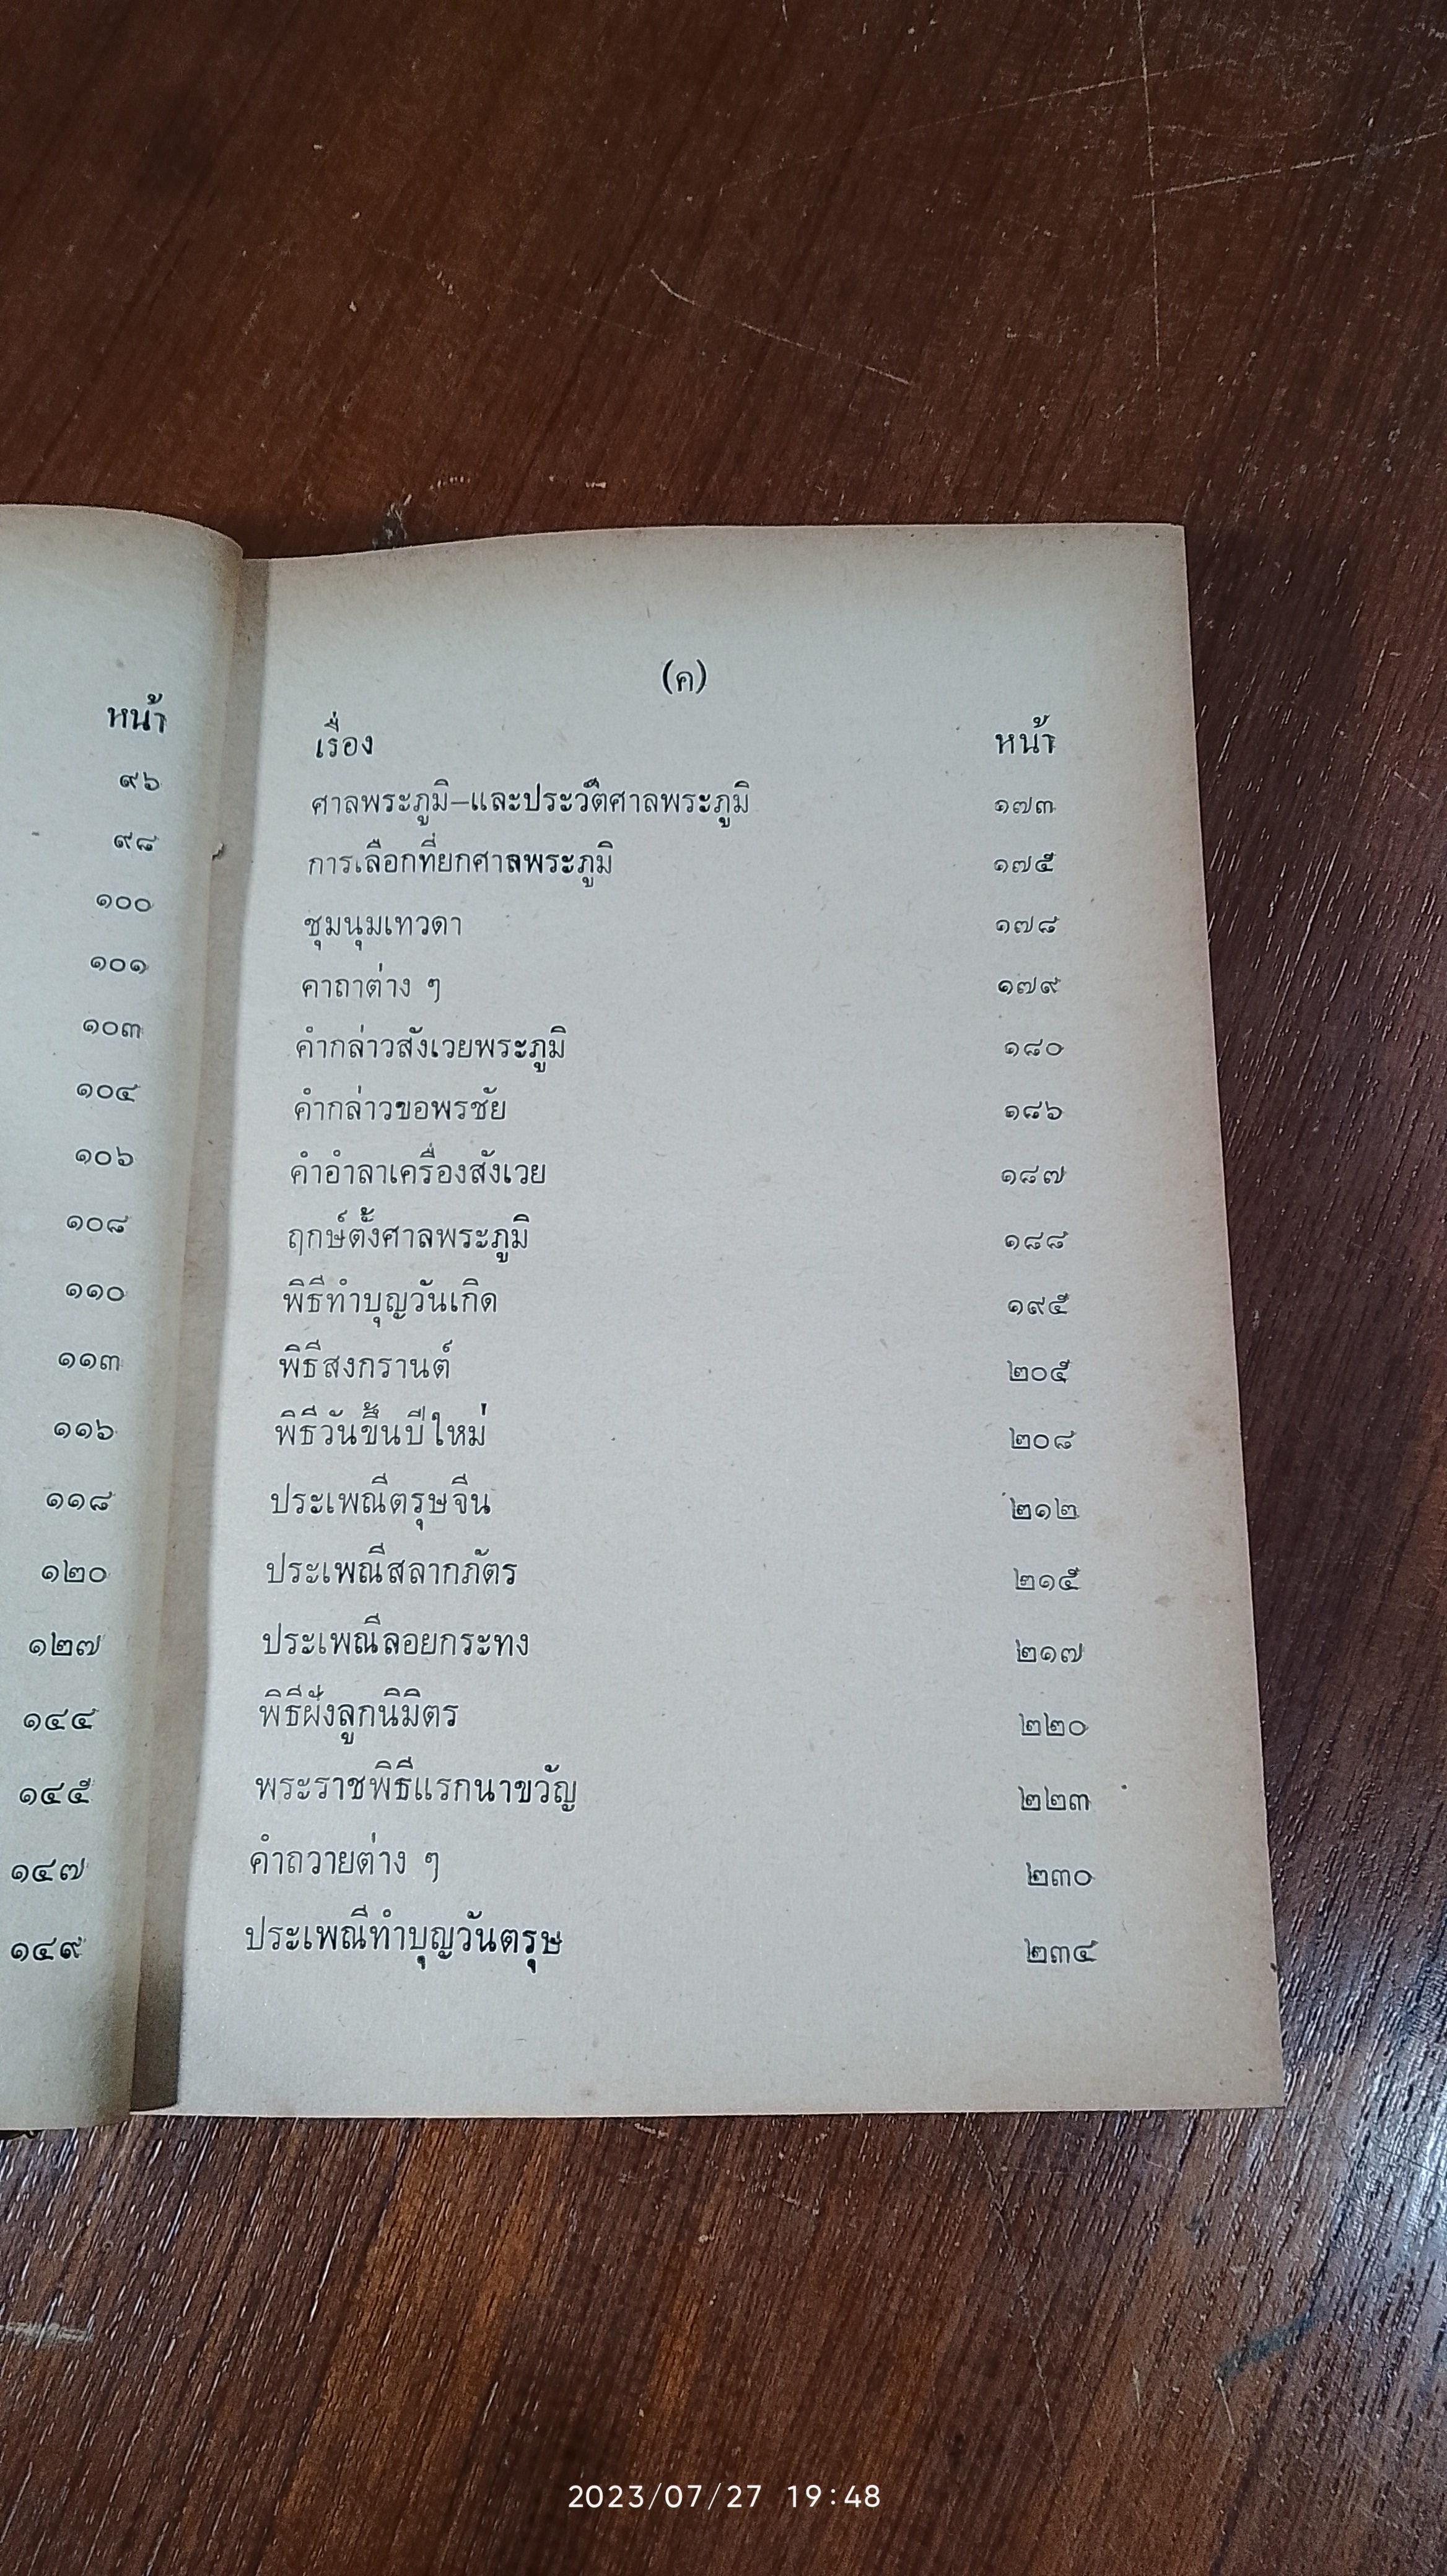 หน้า
๙๖
๙๘
๑๐๐
๑๐๑
๑๐๓
๑๐๔
๑๐๖
๑๐๘
๑๑๐
๑๑๓
๑๑๖
๑๑๘
๑๒๐
๑๒๗
๑๔๔
๑๔๕
๑๔๗
๑๔๙
(ค)
เรื่อง หน้า
ศาลพระภูมิ–และประวัติศาลพระภูมิ ๑๗๓
การเลือกที่ยกศาลพระภูมิ ๑๗๕
ชุมนุมเทวดา ๑๗๘
คาถาต่าง ๆ ๑๗๙
คำกล่าวสังเวยพระภูมิ ๑๘๐
คำกล่าวขอพรชัย ๑๘๖
คำอำลาเครื่องสังเวย ๑๘๗
ฤกษ์ตั้งศาลพระภูมิ ๑๘๘
พิธีทำบุญวันเกิด ๑๙๕
พิธีสงกรานต์ ๒๐๕
พิธีวันขึ้นปีใหม่ ๒๐๘
ประเพณีตรุษจีน ๒๑๒
ประเพณีสลากภัตร ๒๑๕
ประเพณีลอยกระทง ๒๑๗
พิธีฝังลูกนิมิตร ๒๒๐
พระราชพิธีแรกนาขวัญ ๒๒๓
คำถวายต่าง ๆ ๒๓๐
ประเพณีทำบุญวันตรุษ ๒๓๔
2023/07/27 19:48